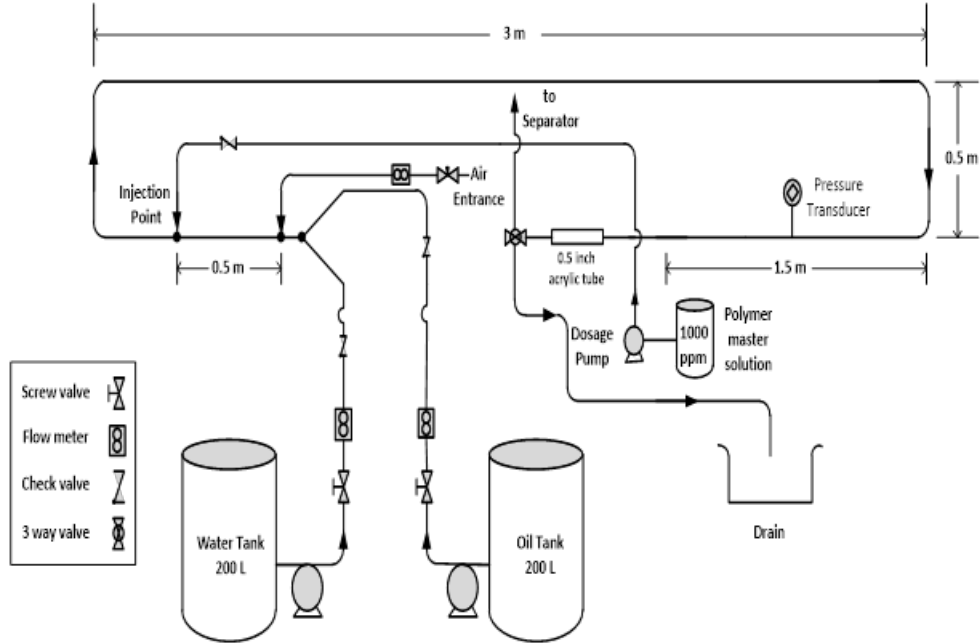 3 m
to
Separator
Air
Entrance
Injection
Point
Pressure
Transducer
0.5 m
0.5 m
0.5 inch
acrylic tube
1.5 m
Dosage
Pump
1000
ppm
Polymer
master
solution
Screw valve
Flow meter
Check valve
3 way valve
Water Tank
200 L
Oil Tank
200 L
Drain